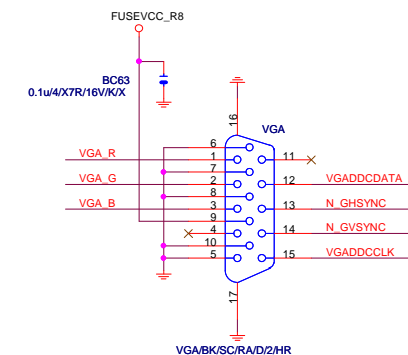 FUSEVCC_R8
BC63
0.1u/4/X7R/16V/K/X
16
VGA
6
VGA_R
1
11
7
VGA_G
2
12
VGADDCDATA
8
VGA_B
3
13
N_GHSYNC
9
4
14
N_GVSYNC
10
5
15
VGADDCCLK
17
VGA/BK/SC/RA/D/2/HR